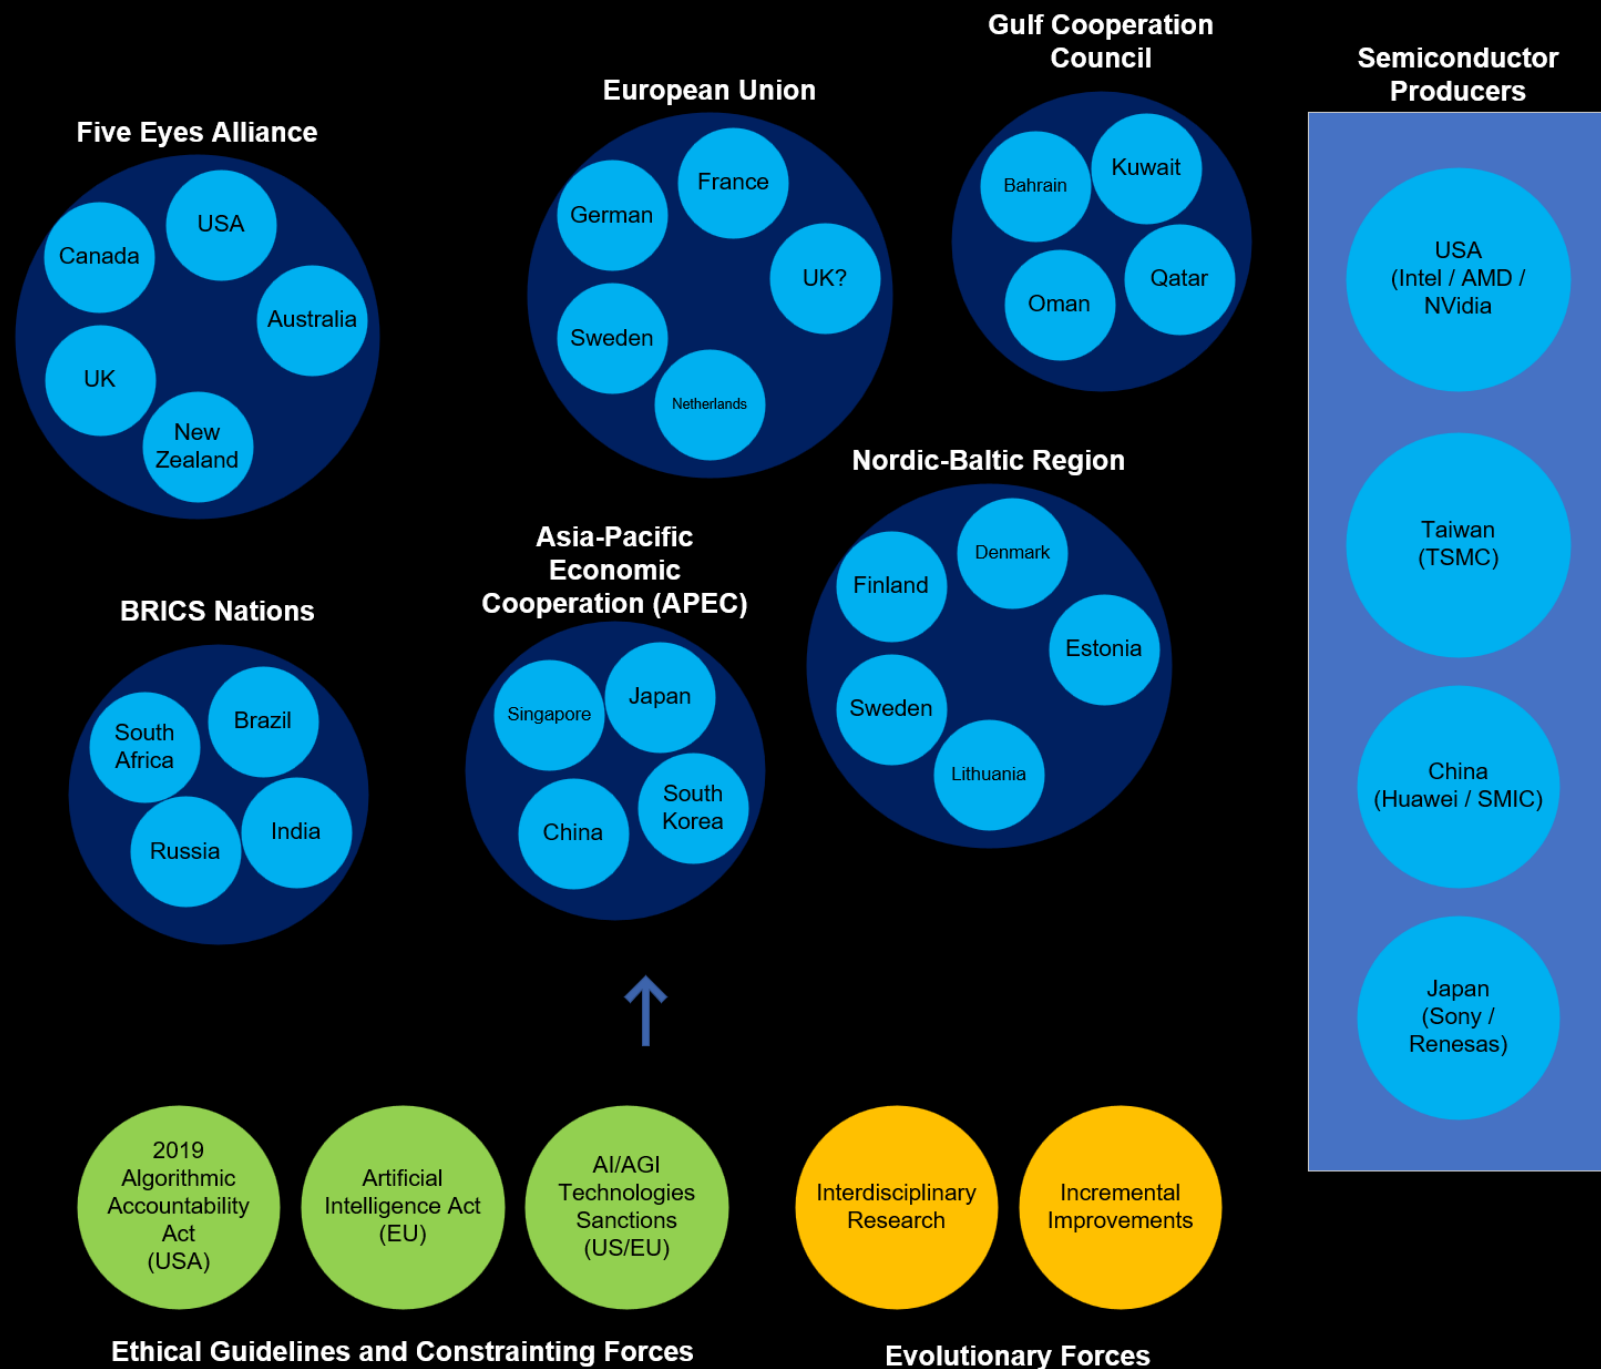 Five Eyes Alliance
Canada
USA
Australia
UK
New
Zealand
European Union
German
France
UK?
Sweden
Netherlands
Gulf Cooperation
Council
Bahrain
Kuwait
Oman
Qatar
BRICS Nations
South
Africa
Brazil
Russia
India
Asia-Pacific
Economic
Cooperation (APEC)
Singapore
Japan
China
South
Korea
Nordic-Baltic Region
Finland
Denmark
Estonia
Sweden
Lithuania
Semiconductor
Producers
USA
(Intel / AMD /
NVidia
Taiwan
(TSMC)
China
(Huawei / SMIC)
Japan
(Sony /
Renesas)
2019
Algorithmic
Accountability
Act
(USA)
Artificial
Intelligence Act
(EU)
AI/AGI
Technologies
Sanctions
(US/EU)
Ethical Guidelines and Constrainting Forces
Interdisciplinary
Research
Incremental
Improvements
Evolutionary Forces